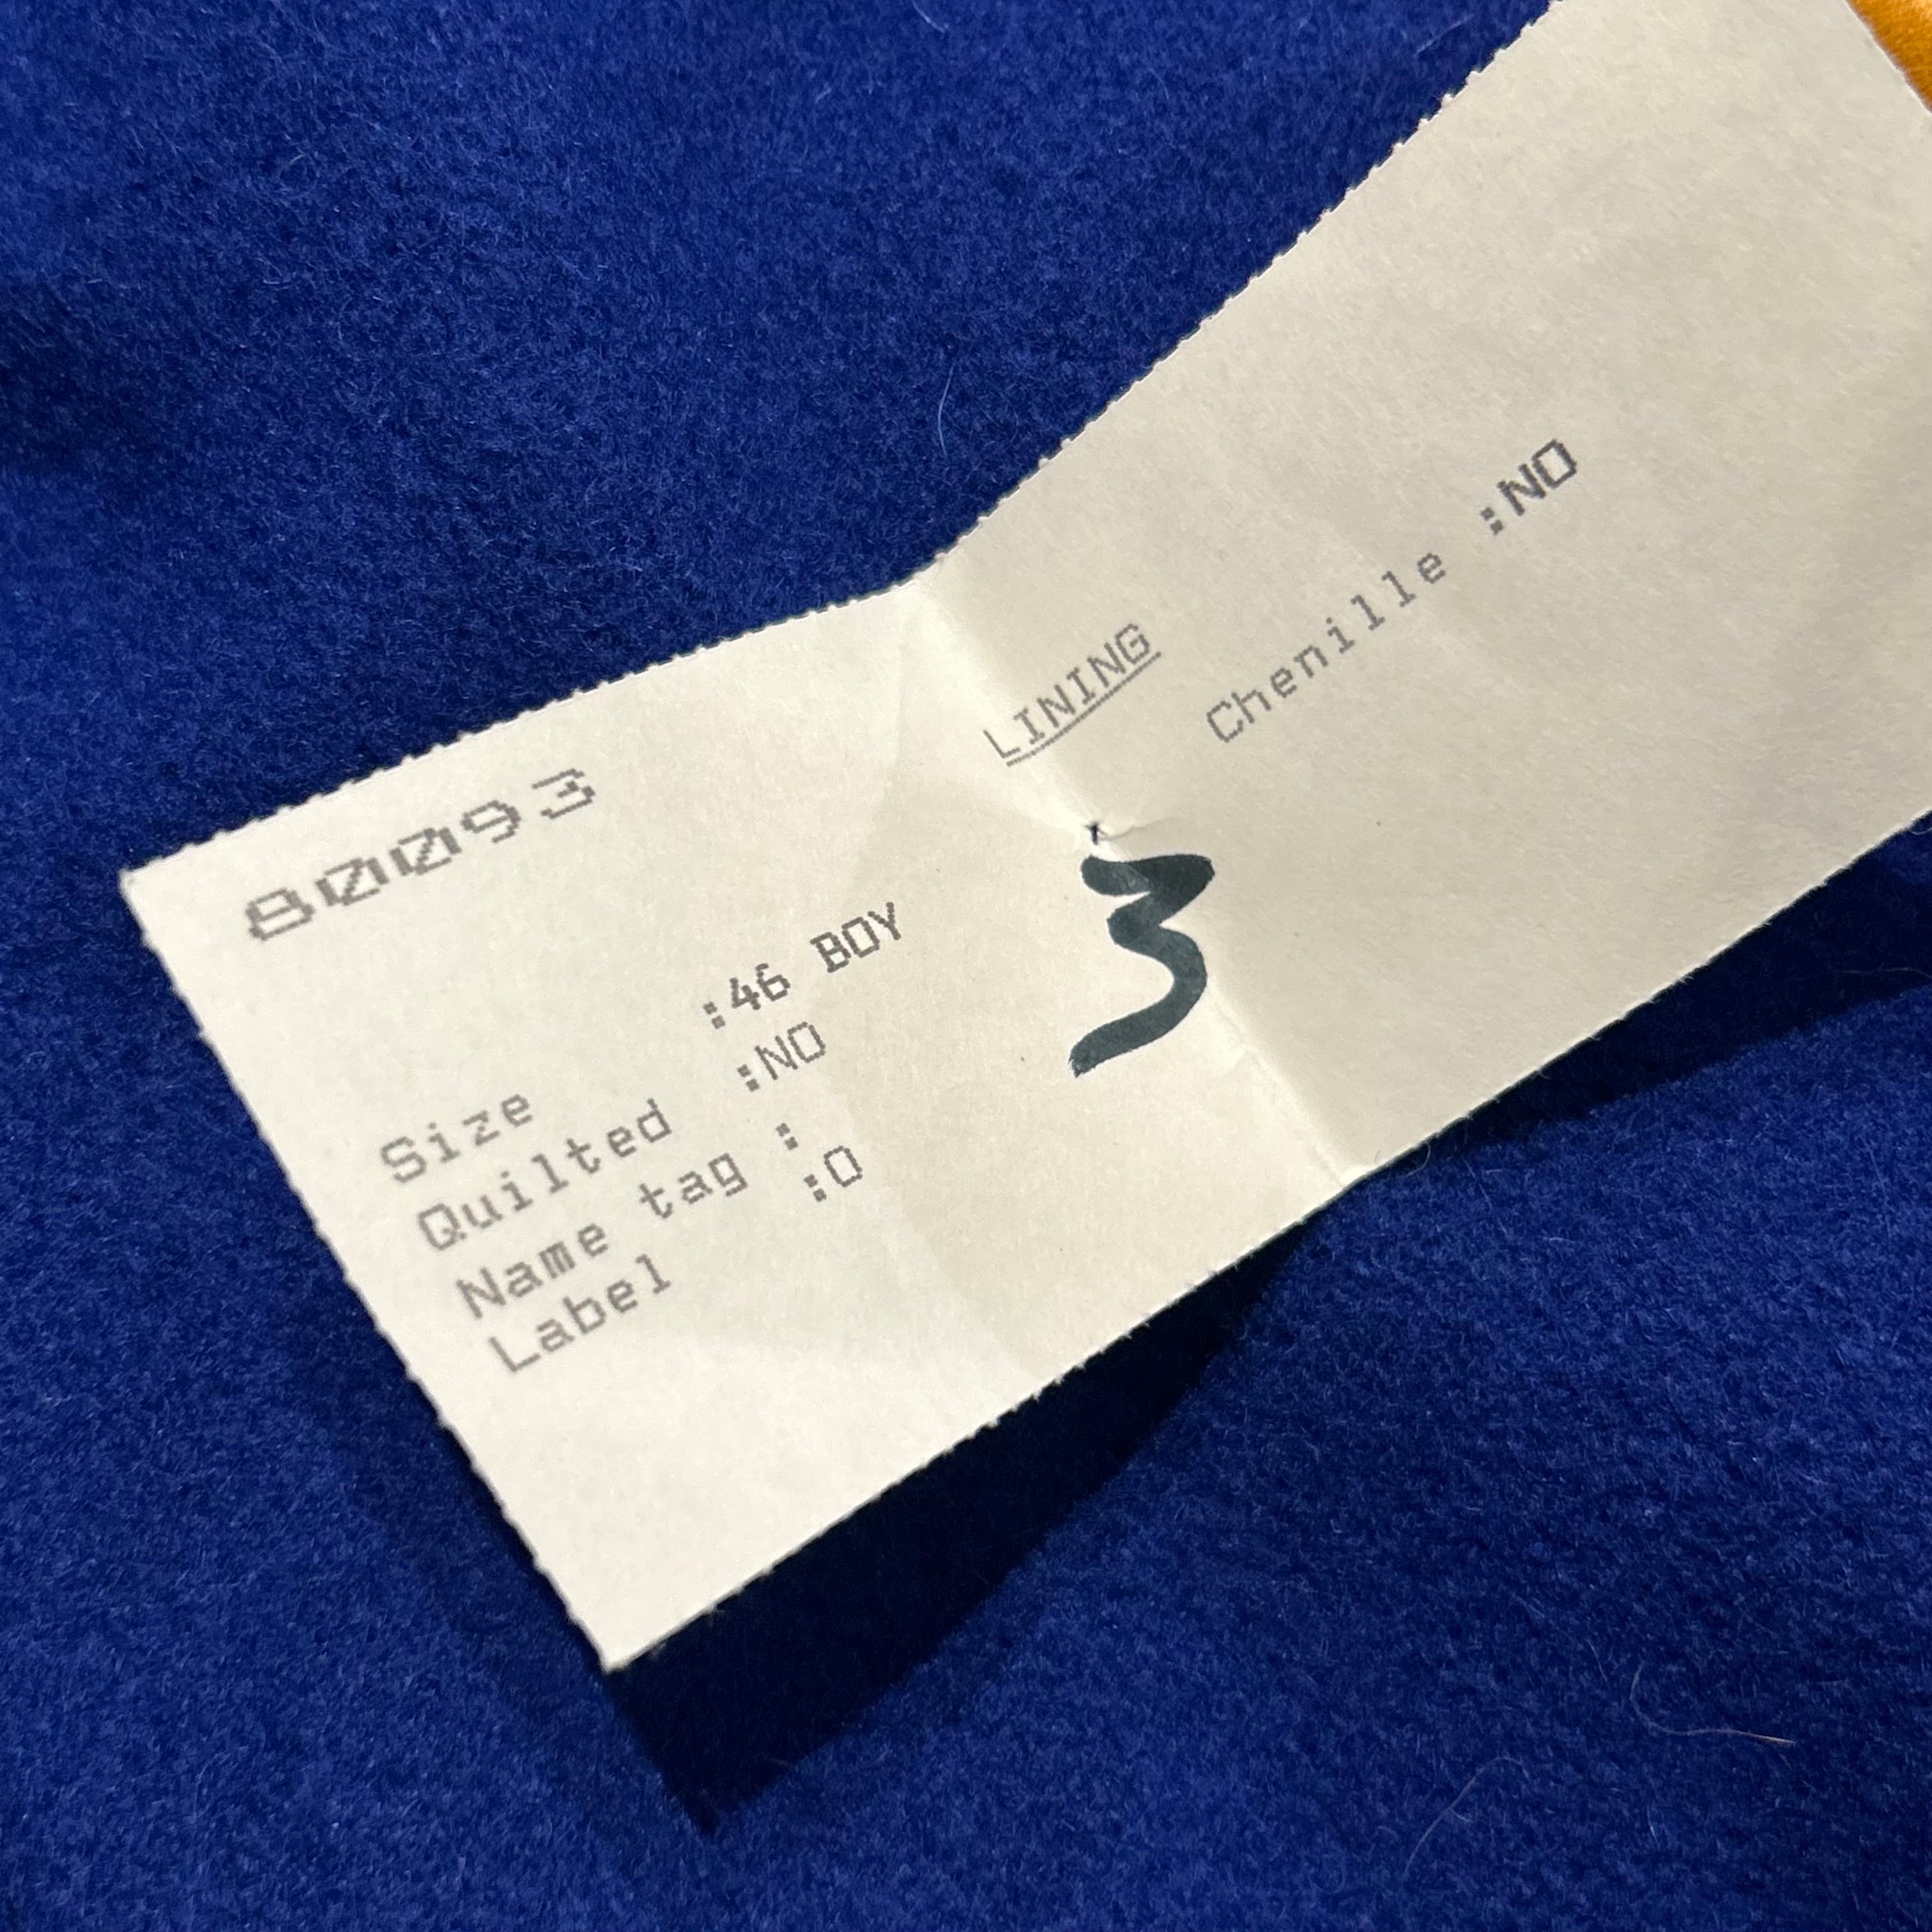 80093
LINING
Size :46 BOY
Chenille :NO
Quilted :NO
Name tag :
Label :0
3